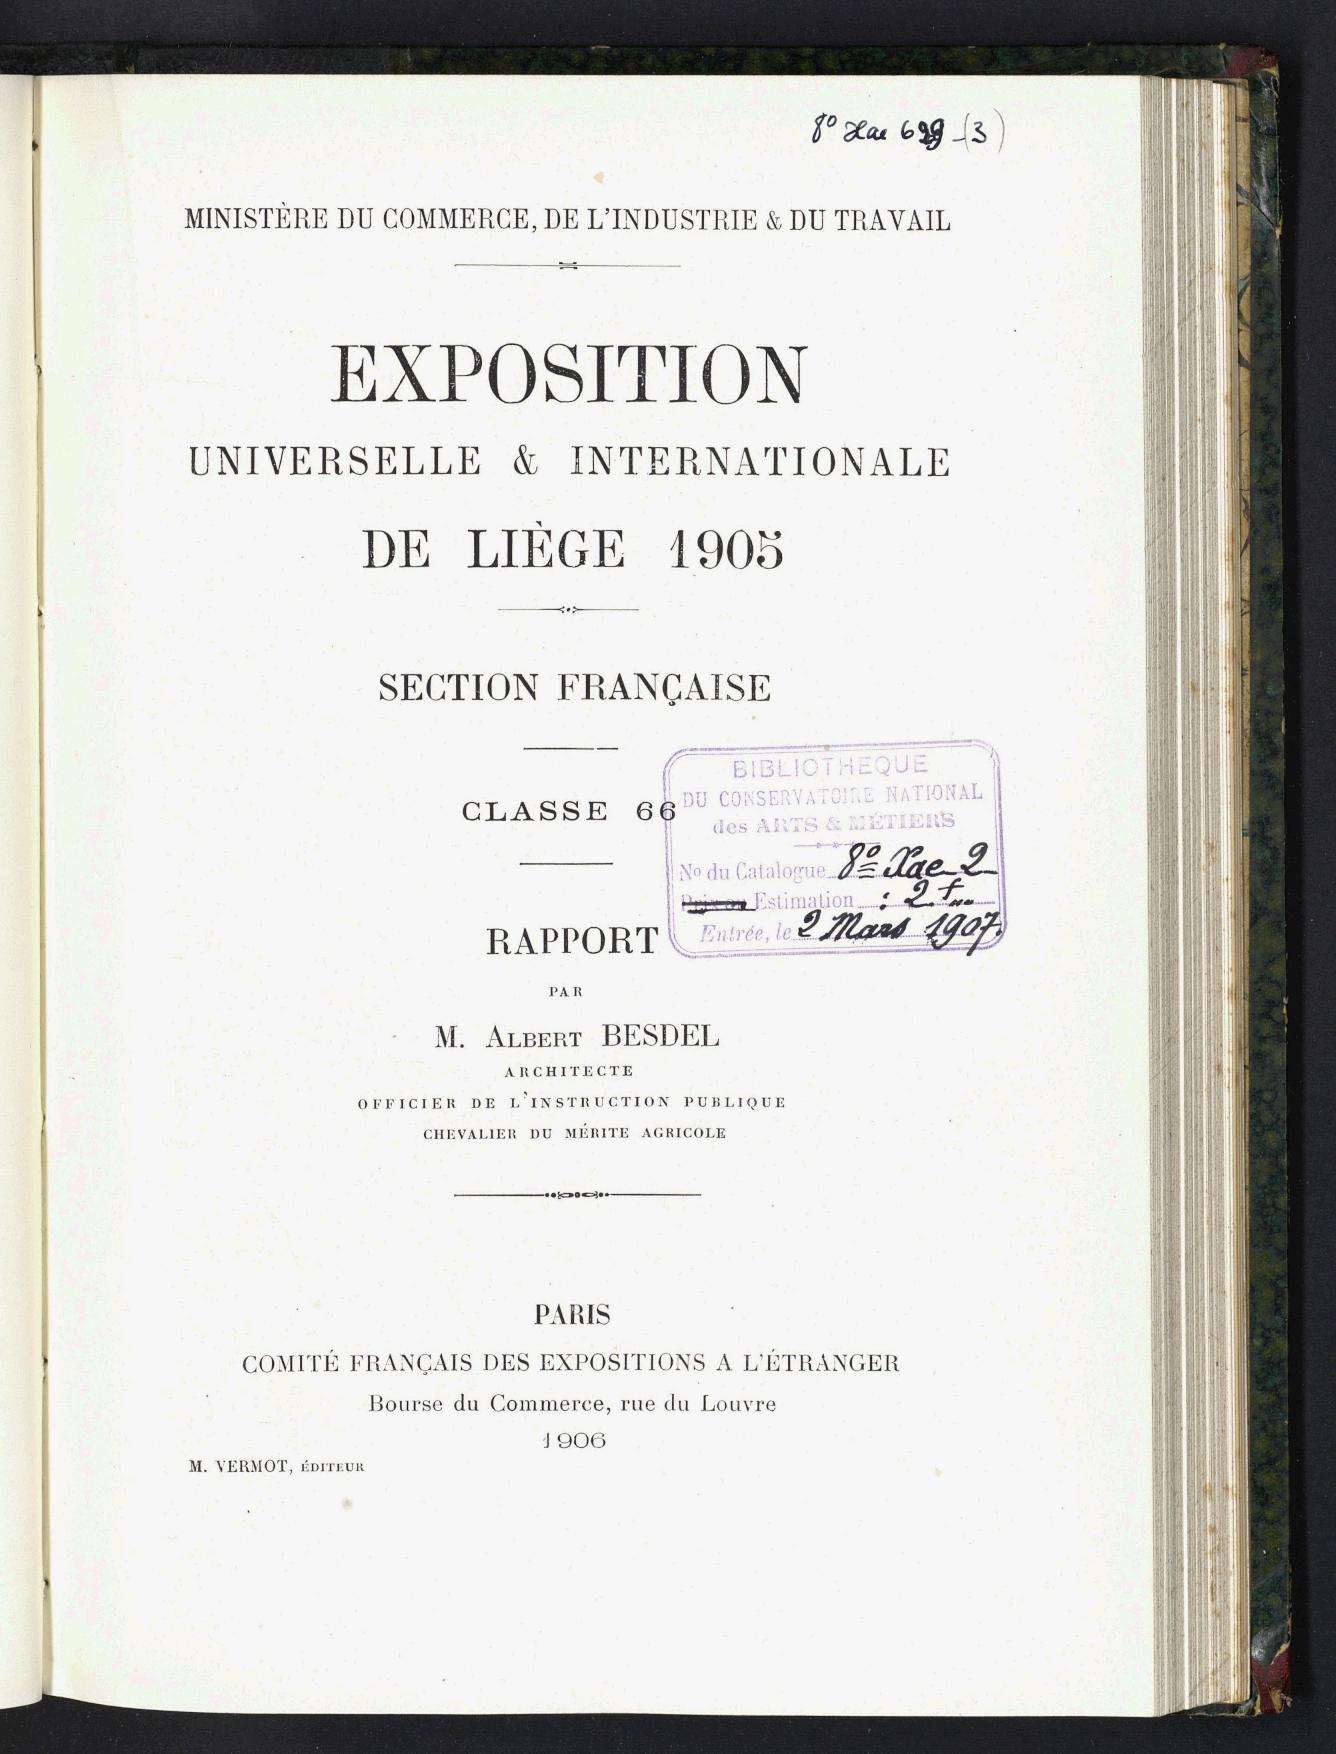 8° Xae 629 (3)
MINISTÈRE DU COMMERCE, DE L'INDUSTRIE & DU TRAVAIL
EXPOSITION
UNIVERSELLE & INTERNATIONALE
DE LIÈGE 1905
SECTION FRANÇAISE
CLASSE 66
BIBLIOTHEQUE
DU CONSERVATOIRE NATIONAL
des ARTS & MÉTIERS
No du Catalogue 8° Xae 2
Prix ou Estimation : 2 f
Entrée, le 2 Mars 1907.
RAPPORT
PAR
M. ALBERT BESDEL
ARCHITECTE
OFFICIER DE L'INSTRUCTION PUBLIQUE
CHEVALIER DU MÉRITE AGRICOLE
PARIS
COMITÉ FRANÇAIS DES EXPOSITIONS A L'ÉTRANGER
Bourse du Commerce, rue du Louvre
1906
M. VERMOT, ÉDITEUR